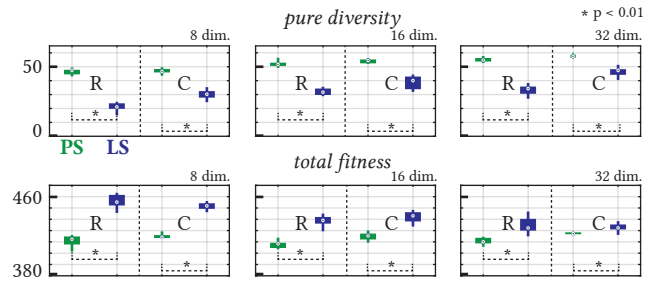 pure diversity
* p < 0.01
8 dim.
16 dim.
32 dim.
50
0
R C
* *
R C
* *
R C
* *
PS LS
total fitness
8 dim.
16 dim.
32 dim.
460
380
R C
* *
R C
* *
R C
* *